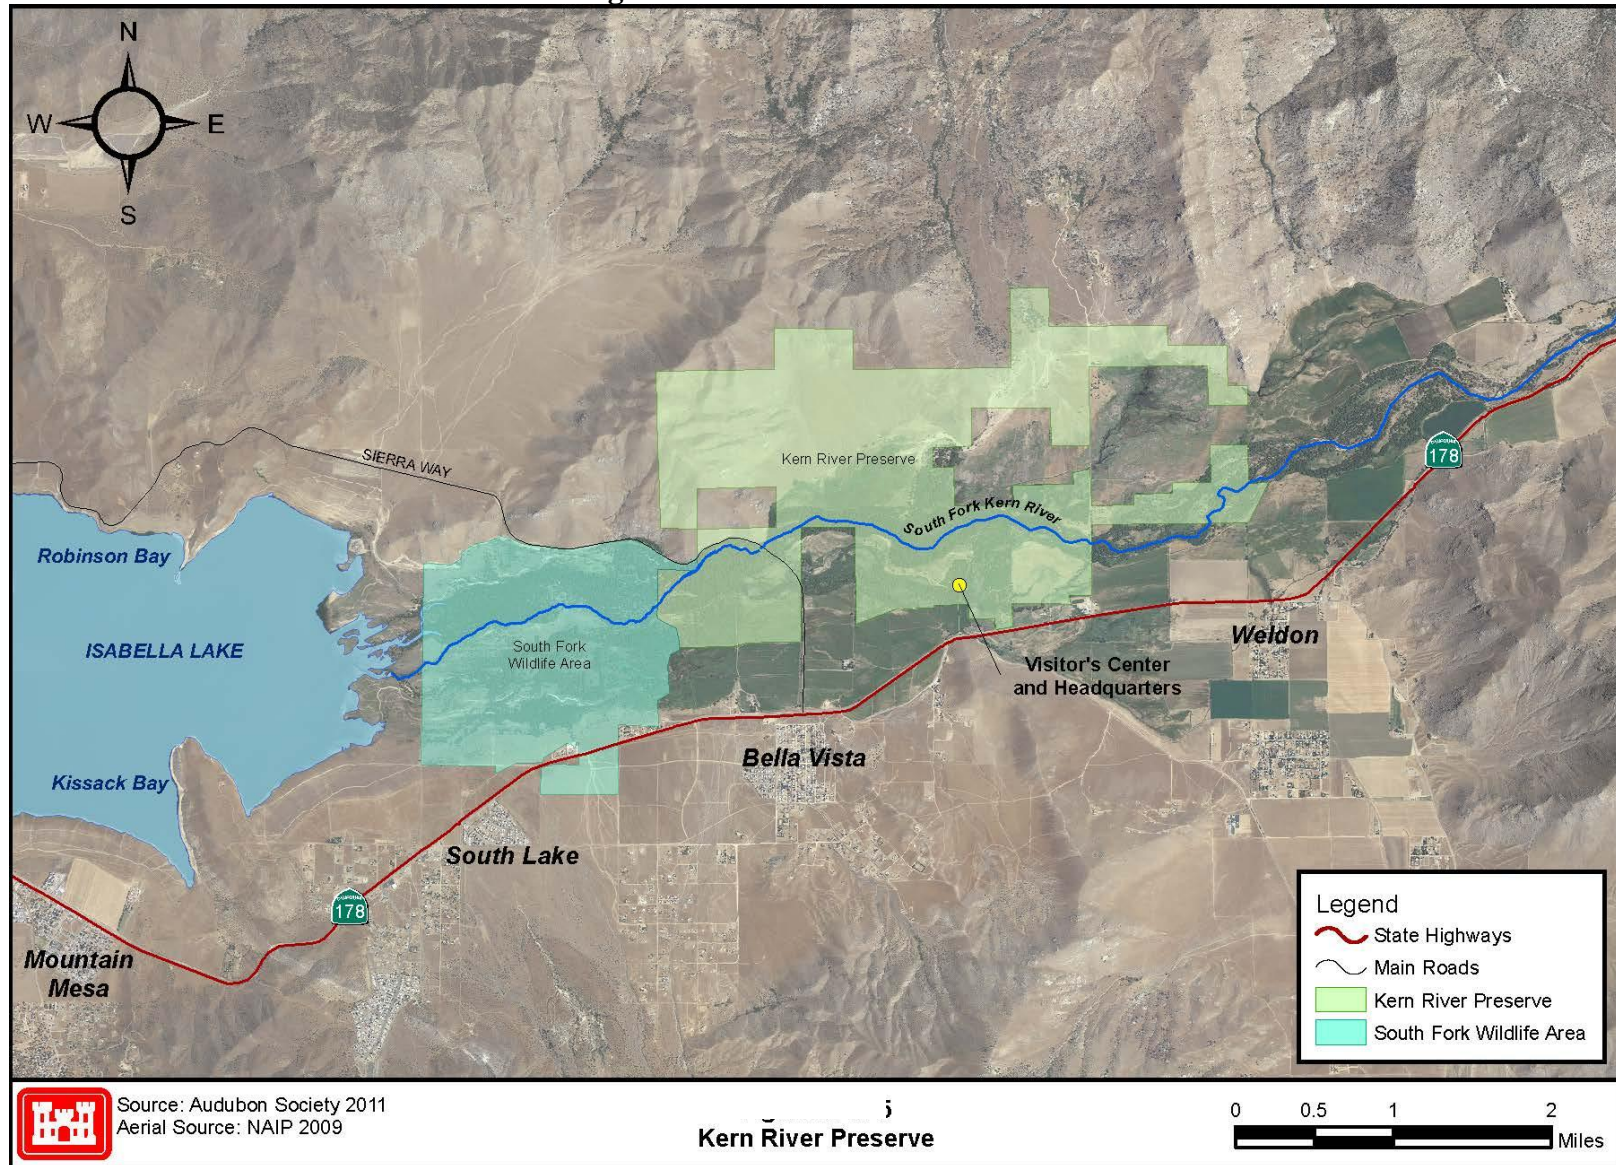 N
W
E
S
SIERRA WAY
Kern River Preserve
178
South Fork Kern River
Robinson Bay
ISABELLA LAKE
South Fork
Wildlife Area
Weldon
Visitor's Center
and Headquarters
Bella Vista
Kissack Bay
South Lake
178
Mountain
Mesa
Legend
State Highways
Main Roads
Kern River Preserve
South Fork Wildlife Area
Source: Audubon Society 2011
Aerial Source: NAIP 2009
Kern River Preserve
0 0.5 1 2
Miles